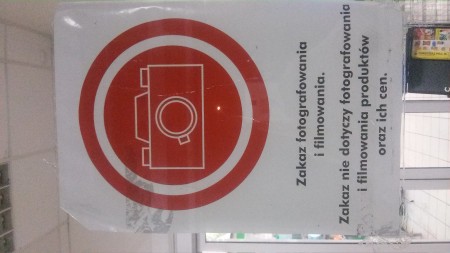 Zakaz fotografowania
i filmowania.
Zakaz nie dotyczy fotografowania
i filmowania produktów
oraz ich cen.